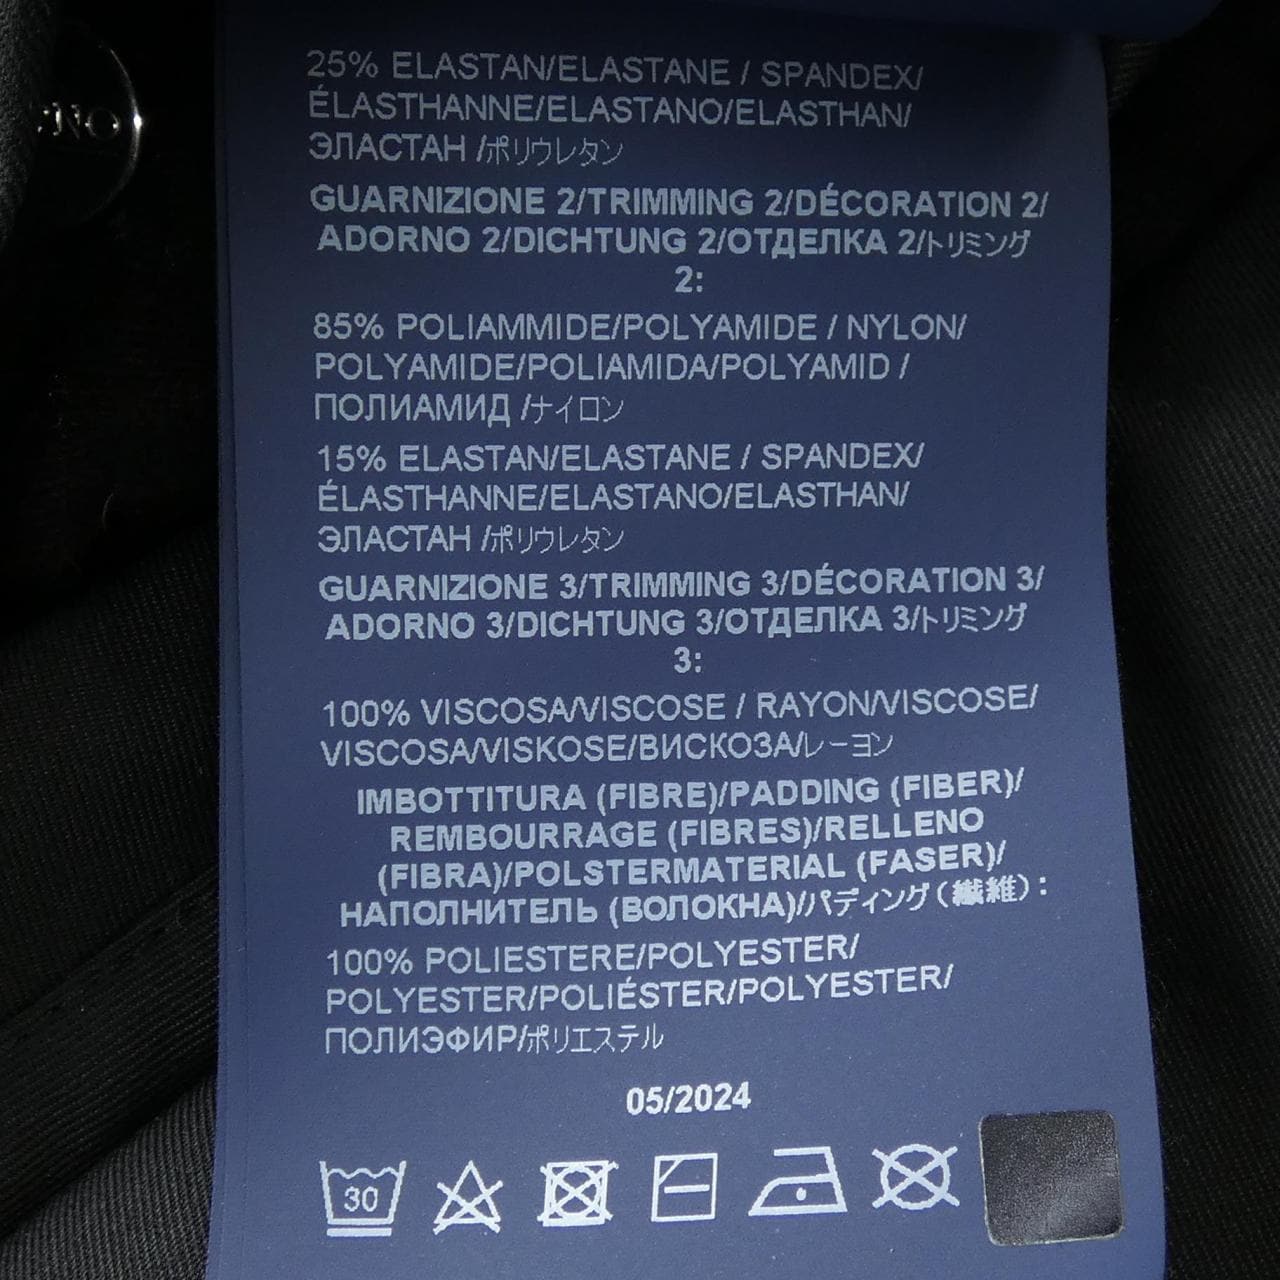 25% ELASTAN/ELASTANE / SPANDEX/
ÉLASTHANNE/ELASTANO/ELASTHAN/
ЭЛАСТАН /ポリウレタン
GUARNIZIONE 2/TRIMMING 2/DÉCORATION 2/
ADORNO 2/DICHTUNG 2/ОТДЕЛКА 2/トリミング
2:
85% POLIAMMIDE/POLYAMIDE / NYLON/
POLYAMIDE/POLIAMIDA/POLYAMID /
ПОЛИАМИД /ナイロン
15% ELASTAN/ELASTANE / SPANDEX/
ÉLASTHANNE/ELASTANO/ELASTHAN/
ЭЛАСТАН /ポリウレタン
GUARNIZIONE 3/TRIMMING 3/DÉCORATION 3/
ADORNO 3/DICHTUNG 3/ОТДЕЛКА 3/トリミング
3:
100% VISCOSA/VISCOSE / RAYON/VISCOSE/
VISCOSA/VISKOSE/ВИСКОЗА/レーヨン
IMBOTTITURA (FIBRE)/PADDING (FIBER)/
REMBOURRAGE (FIBRES)/RELLENO
(FIBRA)/POLSTERMATERIAL (FASER)/
НАПОЛНИТЕЛЬ (ВОЛОКНА)/パディング(繊維):
100% POLIESTERE/POLYESTER/
POLYESTER/POLIÉSTER/POLYESTER/
ПОЛИЭФИР/ポリエステル
05/2024
30